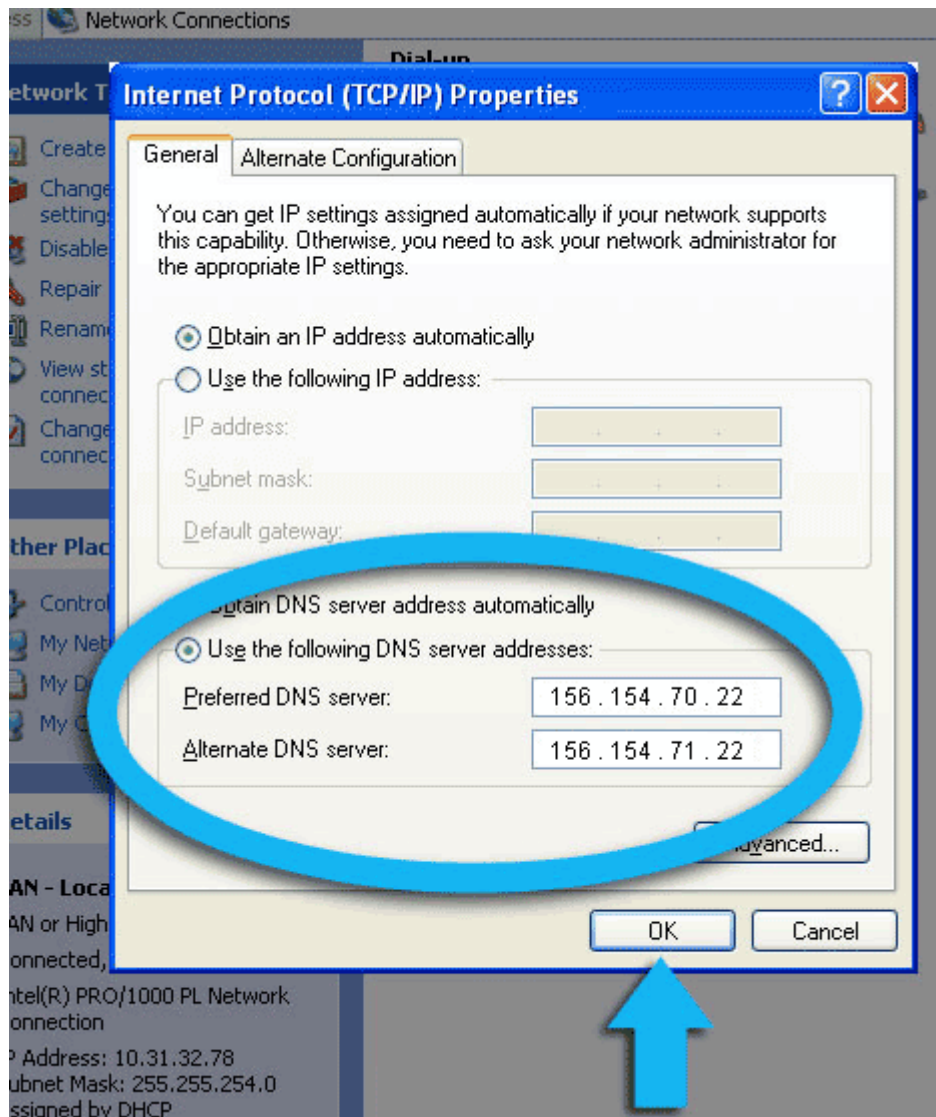 Network Connections
Dial-up
Internet Protocol (TCP/IP) Properties
General
Alternate Configuration
You can get IP settings assigned automatically if your network supports
this capability. Otherwise, you need to ask your network administrator for
the appropriate IP settings.
Obtain an IP address automatically
Use the following IP address:
IP address:
Subnet mask:
Default gateway:
Obtain DNS server address automatically
Use the following DNS server addresses:
Preferred DNS server: 156 . 154 . 70 . 22
Alternate DNS server: 156 . 154 . 71 . 22
Advanced...
OK
Cancel
etwork T
Create
Change
setting
Disable
Repair
Renam
View st
connec
Change
connec
ther Plac
Control
My Net
My D
My C
etails
AN - Loca
AN or High
onnected,
ntel(R) PRO/1000 PL Network
onnection
P Address: 10.31.32.78
ubnet Mask: 255.255.254.0
ssigned by DHCP